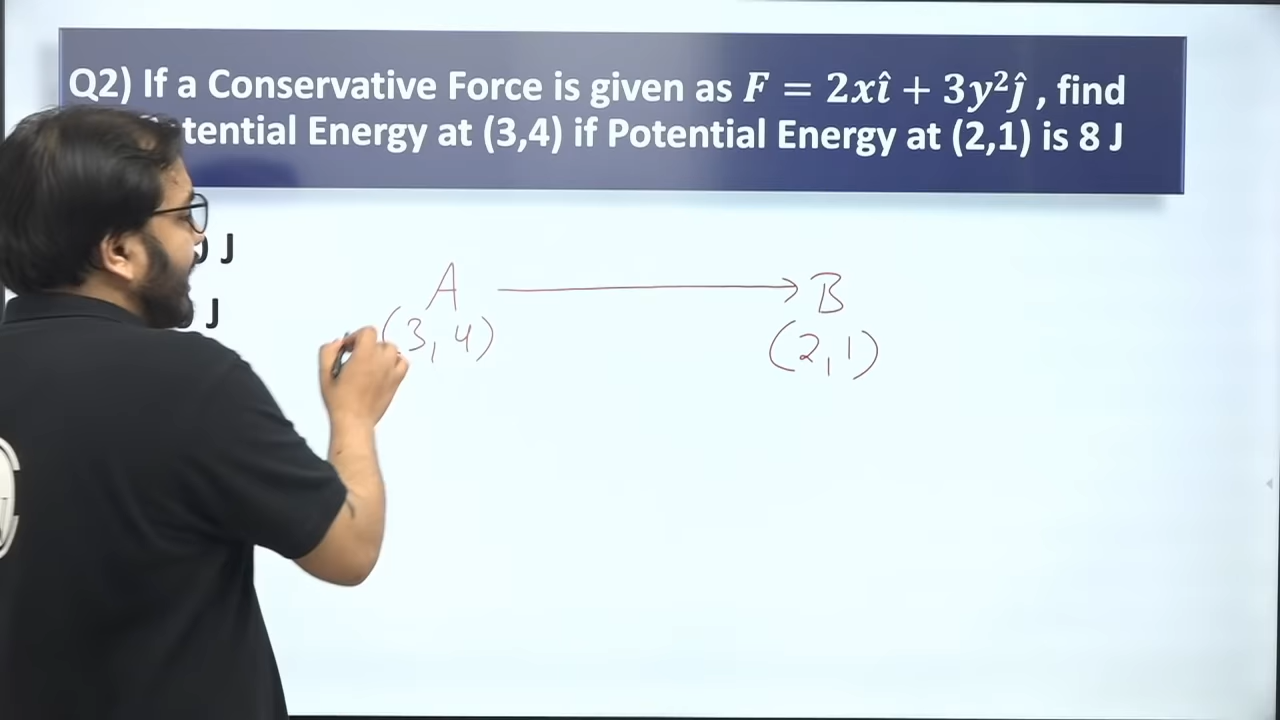 Q2) If a Conservative Force is given as F = 2xî + 3y²ĵ , find
tential Energy at (3,4) if Potential Energy at (2,1) is 8 J
J
J
A → B
(3,4) (2,1)